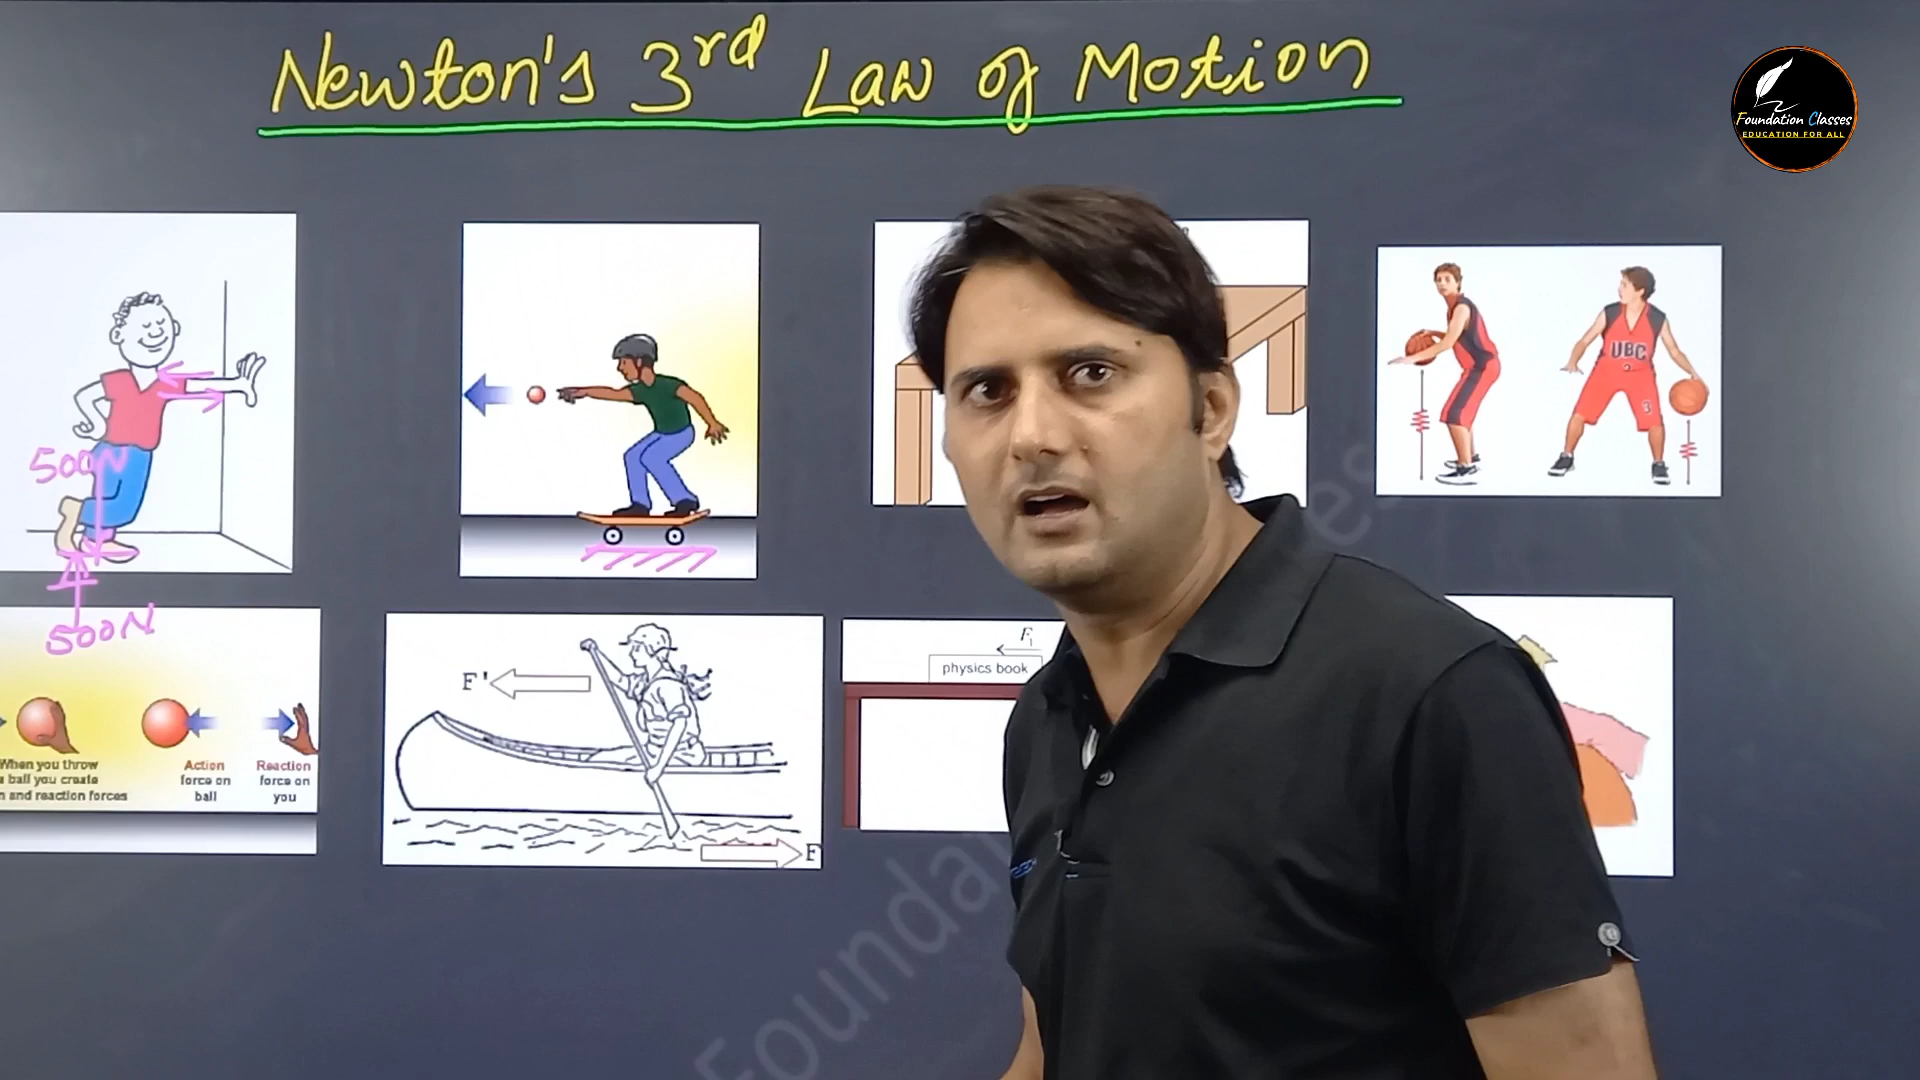 Newton's 3rd Law of Motion
Foundation Classes
EDUCATION FOR ALL
500N
500N
UBC
3
When you throw
a ball you create
and reaction forces
Action
force on
ball
Reaction
force on
you
F'
F
F₁
physics book